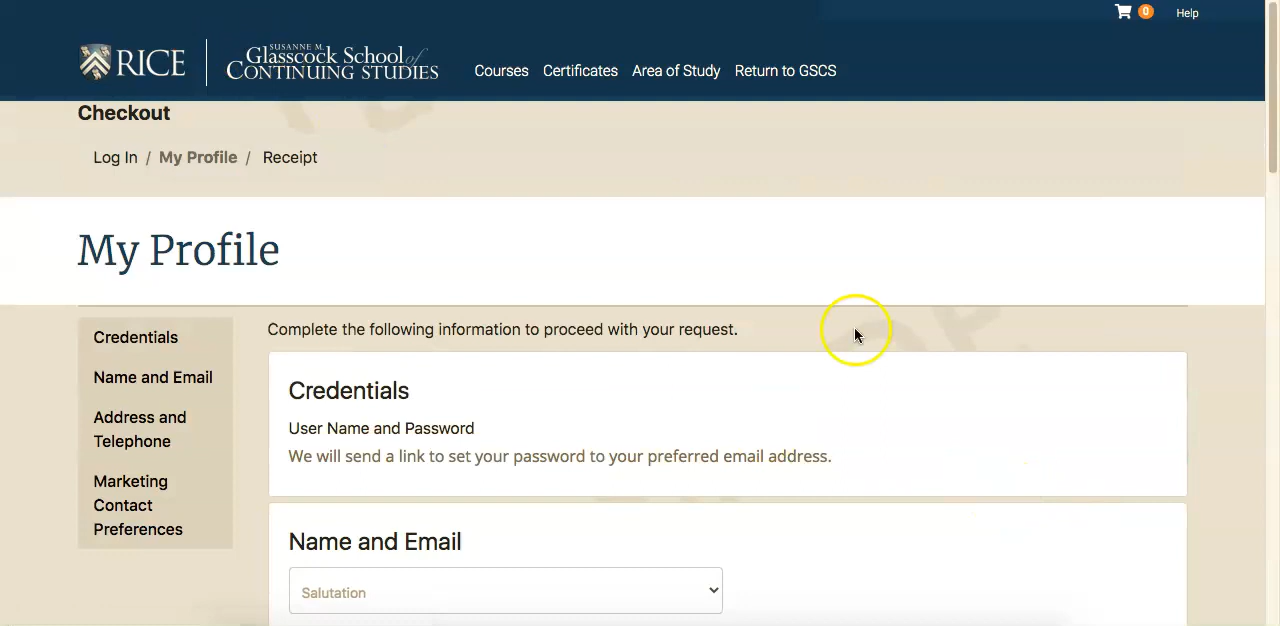 0
Help
RICE
SUSANNE M.
Glasscock School of
CONTINUING STUDIES
Courses
Certificates
Area of Study
Return to GSCS
Checkout
Log In / My Profile / Receipt
My Profile
Credentials
Name and Email
Address and
Telephone
Marketing
Contact
Preferences
Complete the following information to proceed with your request.
Credentials
User Name and Password
We will send a link to set your password to your preferred email address.
Name and Email
Salutation